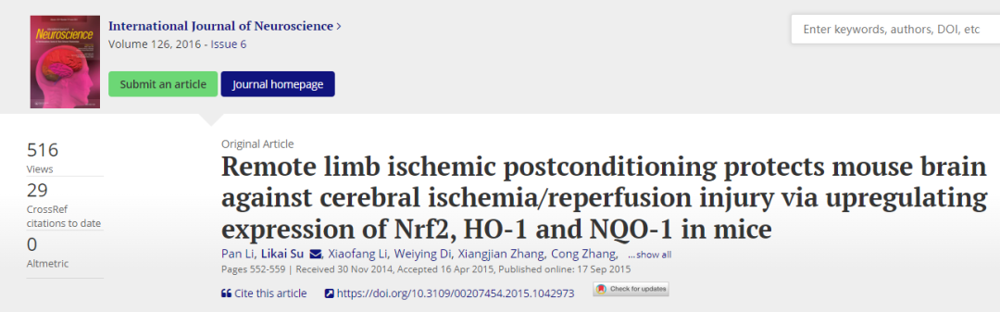 Neuroscience
International Journal of Neuroscience >
Volume 126, 2016 - Issue 6
Enter keywords, authors, DOI, etc
Submit an article
Journal homepage
516
Views
29
CrossRef
citations to date
0
Altmetric
Original Article
Remote limb ischemic postconditioning protects mouse brain
against cerebral ischemia/reperfusion injury via upregulating
expression of Nrf2, HO-1 and NQO-1 in mice
Pan Li, Likai Su, Xiaofang Li, Weiying Di, Xiangjian Zhang, Cong Zhang, ...show all
Pages 552-559 | Received 30 Nov 2014, Accepted 16 Apr 2015, Published online: 17 Sep 2015
Cite this article
https://doi.org/10.3109/00207454.2015.1042973
Check for updates